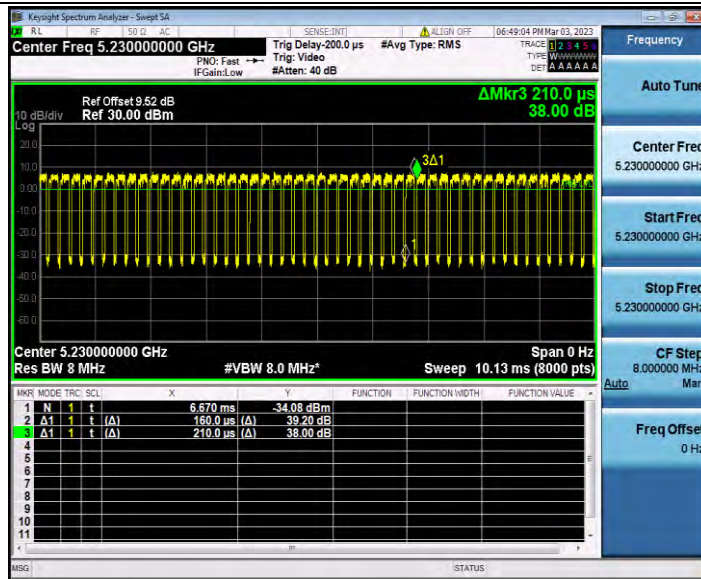 Keysight Spectrum Analyzer - Swept SA
RL RF 50 Ω AC SENSE:INT ALIGN OFF 06:49:04 PM Mar 03, 2023
Center Freq 5.230000000 GHz
Trig Delay-200.0 µs #Avg Type: RMS
TRACE 1 2 3 4 5 6
PNO: Fast Trig: Video
TYPE W
IFGain:Low #Atten: 40 dB
DET A A A A A A
ΔMkr3 210.0 µs
38.00 dB
Ref Offset 9.52 dB
10 dB/div Ref 30.00 dBm
Log
20.0
10.0
0.00
-10.0
-20.0
-30.0
-40.0
-50.0
-60.0
3Δ1
1
Center 5.230000000 GHz Span 0 Hz
Res BW 8 MHz #VBW 8.0 MHz* Sweep 10.13 ms (8000 pts)
MKR MODE TRC SCL X Y FUNCTION FUNCTION WIDTH FUNCTION VALUE
1 N 1 t 6.670 ms -34.08 dBm
2 Δ1 1 t (Δ) 160.0 µs (Δ) 39.20 dB
3 Δ1 1 t (Δ) 210.0 µs (Δ) 38.00 dB
4
5
6
7
8
9
10
11
MSG STATUS
Frequency
Auto Tune
Center Freq
5.230000000 GHz
Start Freq
5.230000000 GHz
Stop Freq
5.230000000 GHz
CF Step
8.000000 MHz
Auto Man
Freq Offset
0 Hz